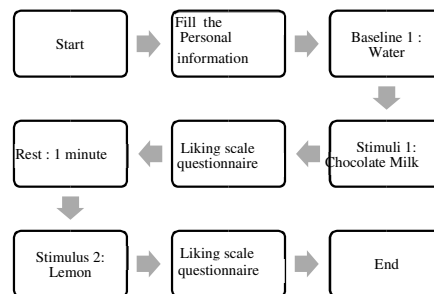 Start
Fill the
Personal
information
Baseline 1 :
Water
Rest : 1 minute
Liking scale
questionnaire
Stimuli 1:
Chocolate Milk
Stimulus 2:
Lemon
Liking scale
questionnaire
End